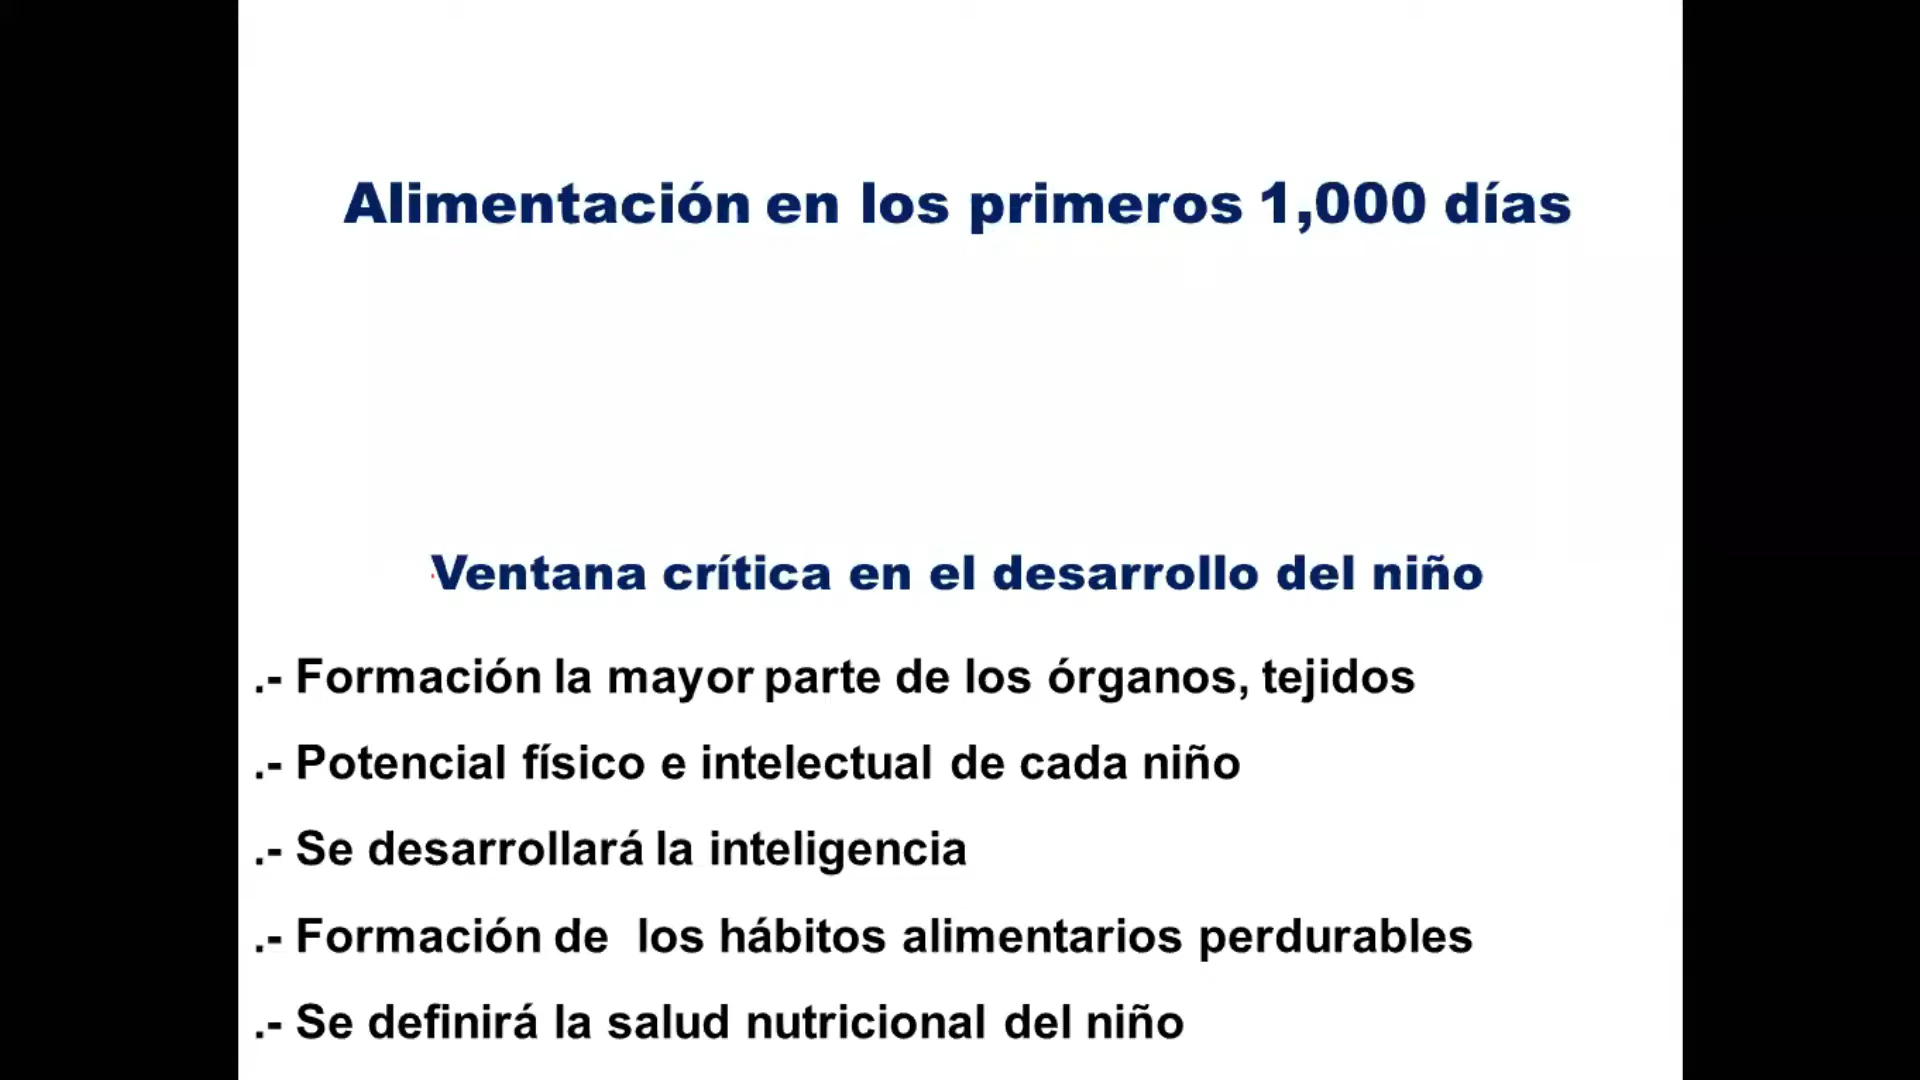 Alimentación en los primeros 1,000 días
Ventana crítica en el desarrollo del niño
.- Formación la mayor parte de los órganos, tejidos
.- Potencial físico e intelectual de cada niño
.- Se desarrollará la inteligencia
.- Formación de  los hábitos alimentarios perdurables
.- Se definirá la salud nutricional del niño